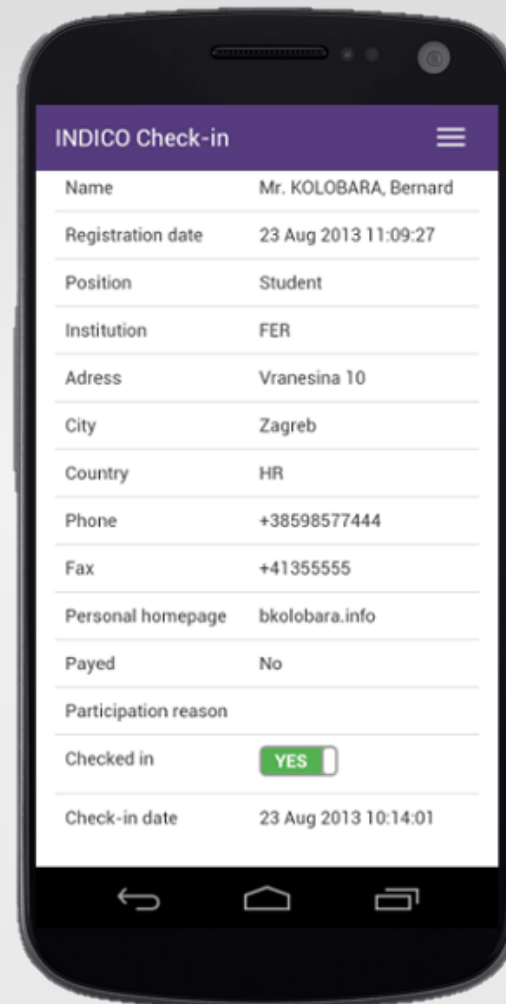 INDICO Check-in
Name Mr. KOLOBARA, Bernard
Registration date 23 Aug 2013 11:09:27
Position Student
Institution FER
Adress Vranesina 10
City Zagreb
Country HR
Phone +38598577444
Fax +41355555
Personal homepage bkolobara.info
Payed No
Participation reason
Checked in YES
Check-in date 23 Aug 2013 10:14:01